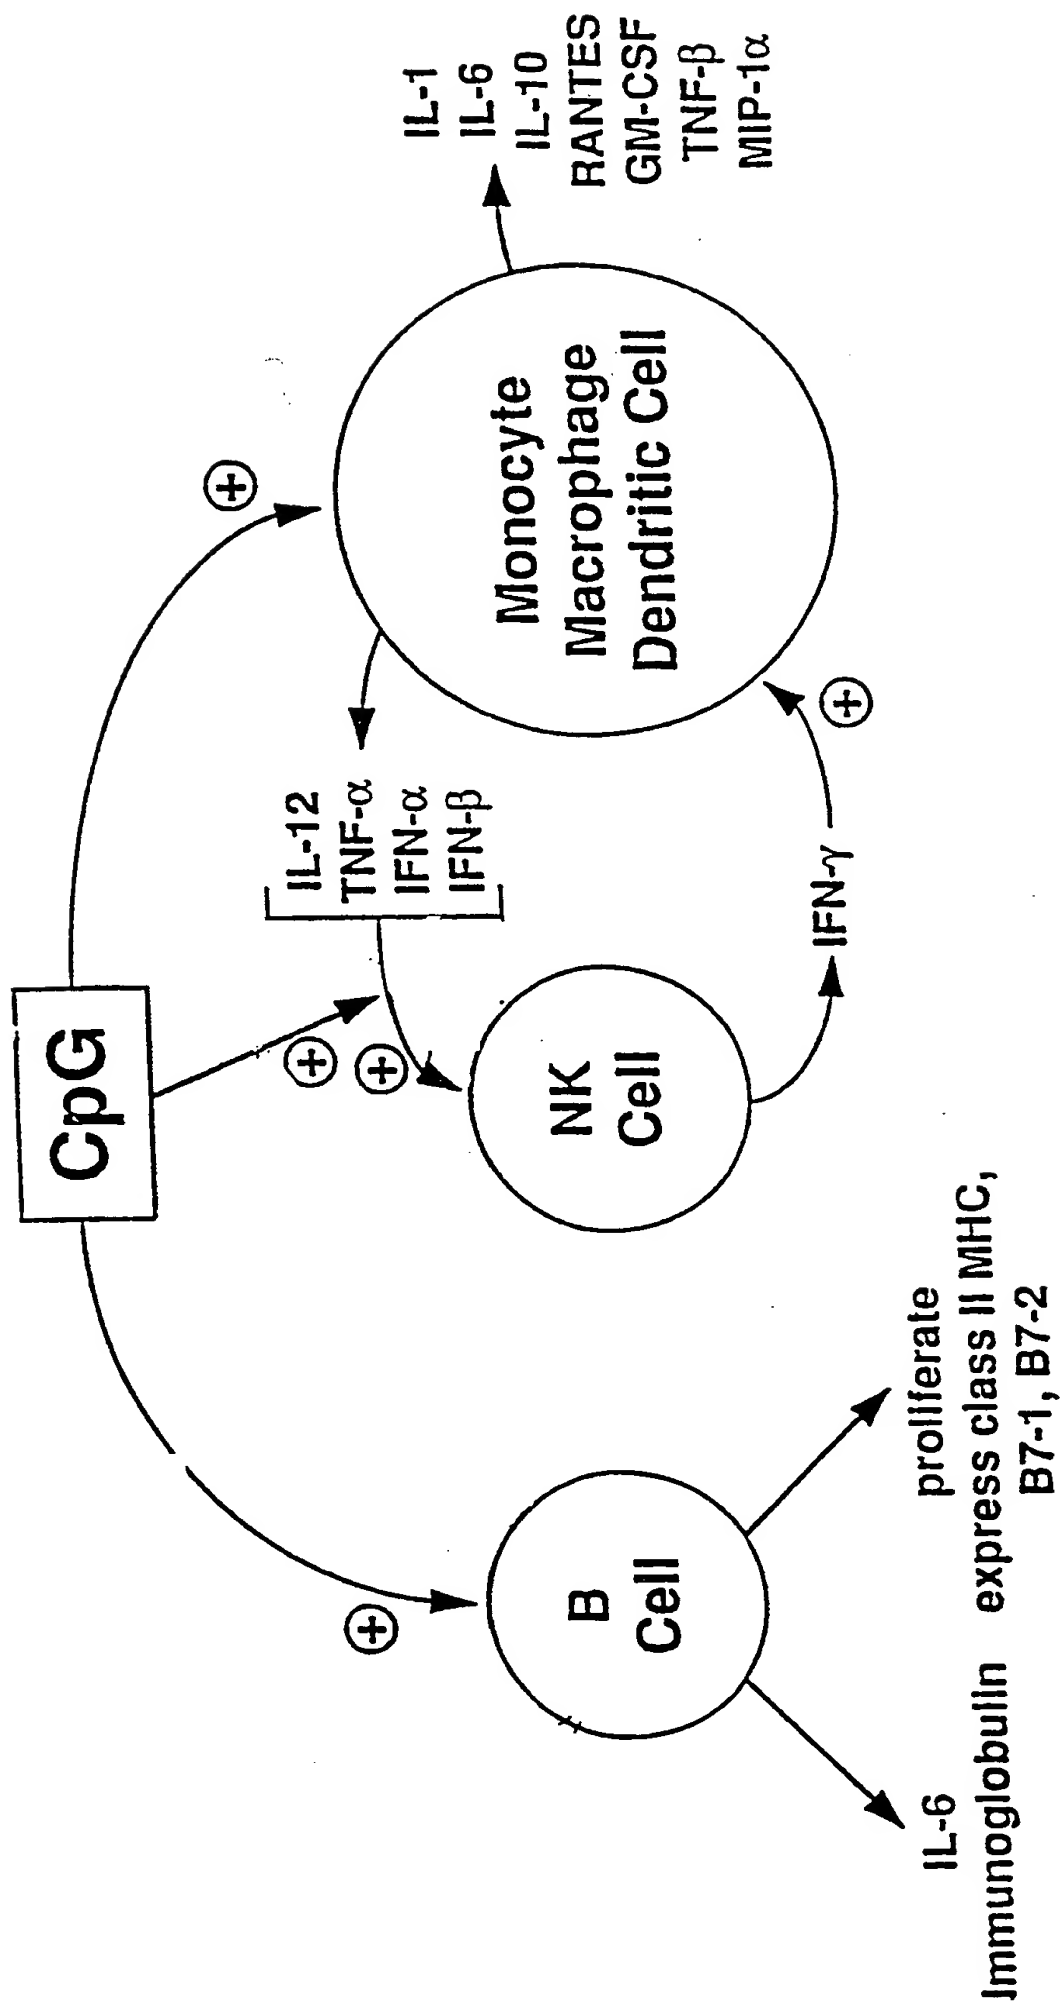 CpG
IL-12
TNF-α
IFN-α
IFN-β
IL-1
IL-6
IL-10
RANTES
GM-CSF
TNF-β
MIP-1α
B
Cell
NK
Cell
Monocyte
Macrophage
Dendritic Cell
IFN-γ
IL-6
Immunoglobulin
proliferate
express class II MHC,
B7-1, B7-2
+
+
+
+
+